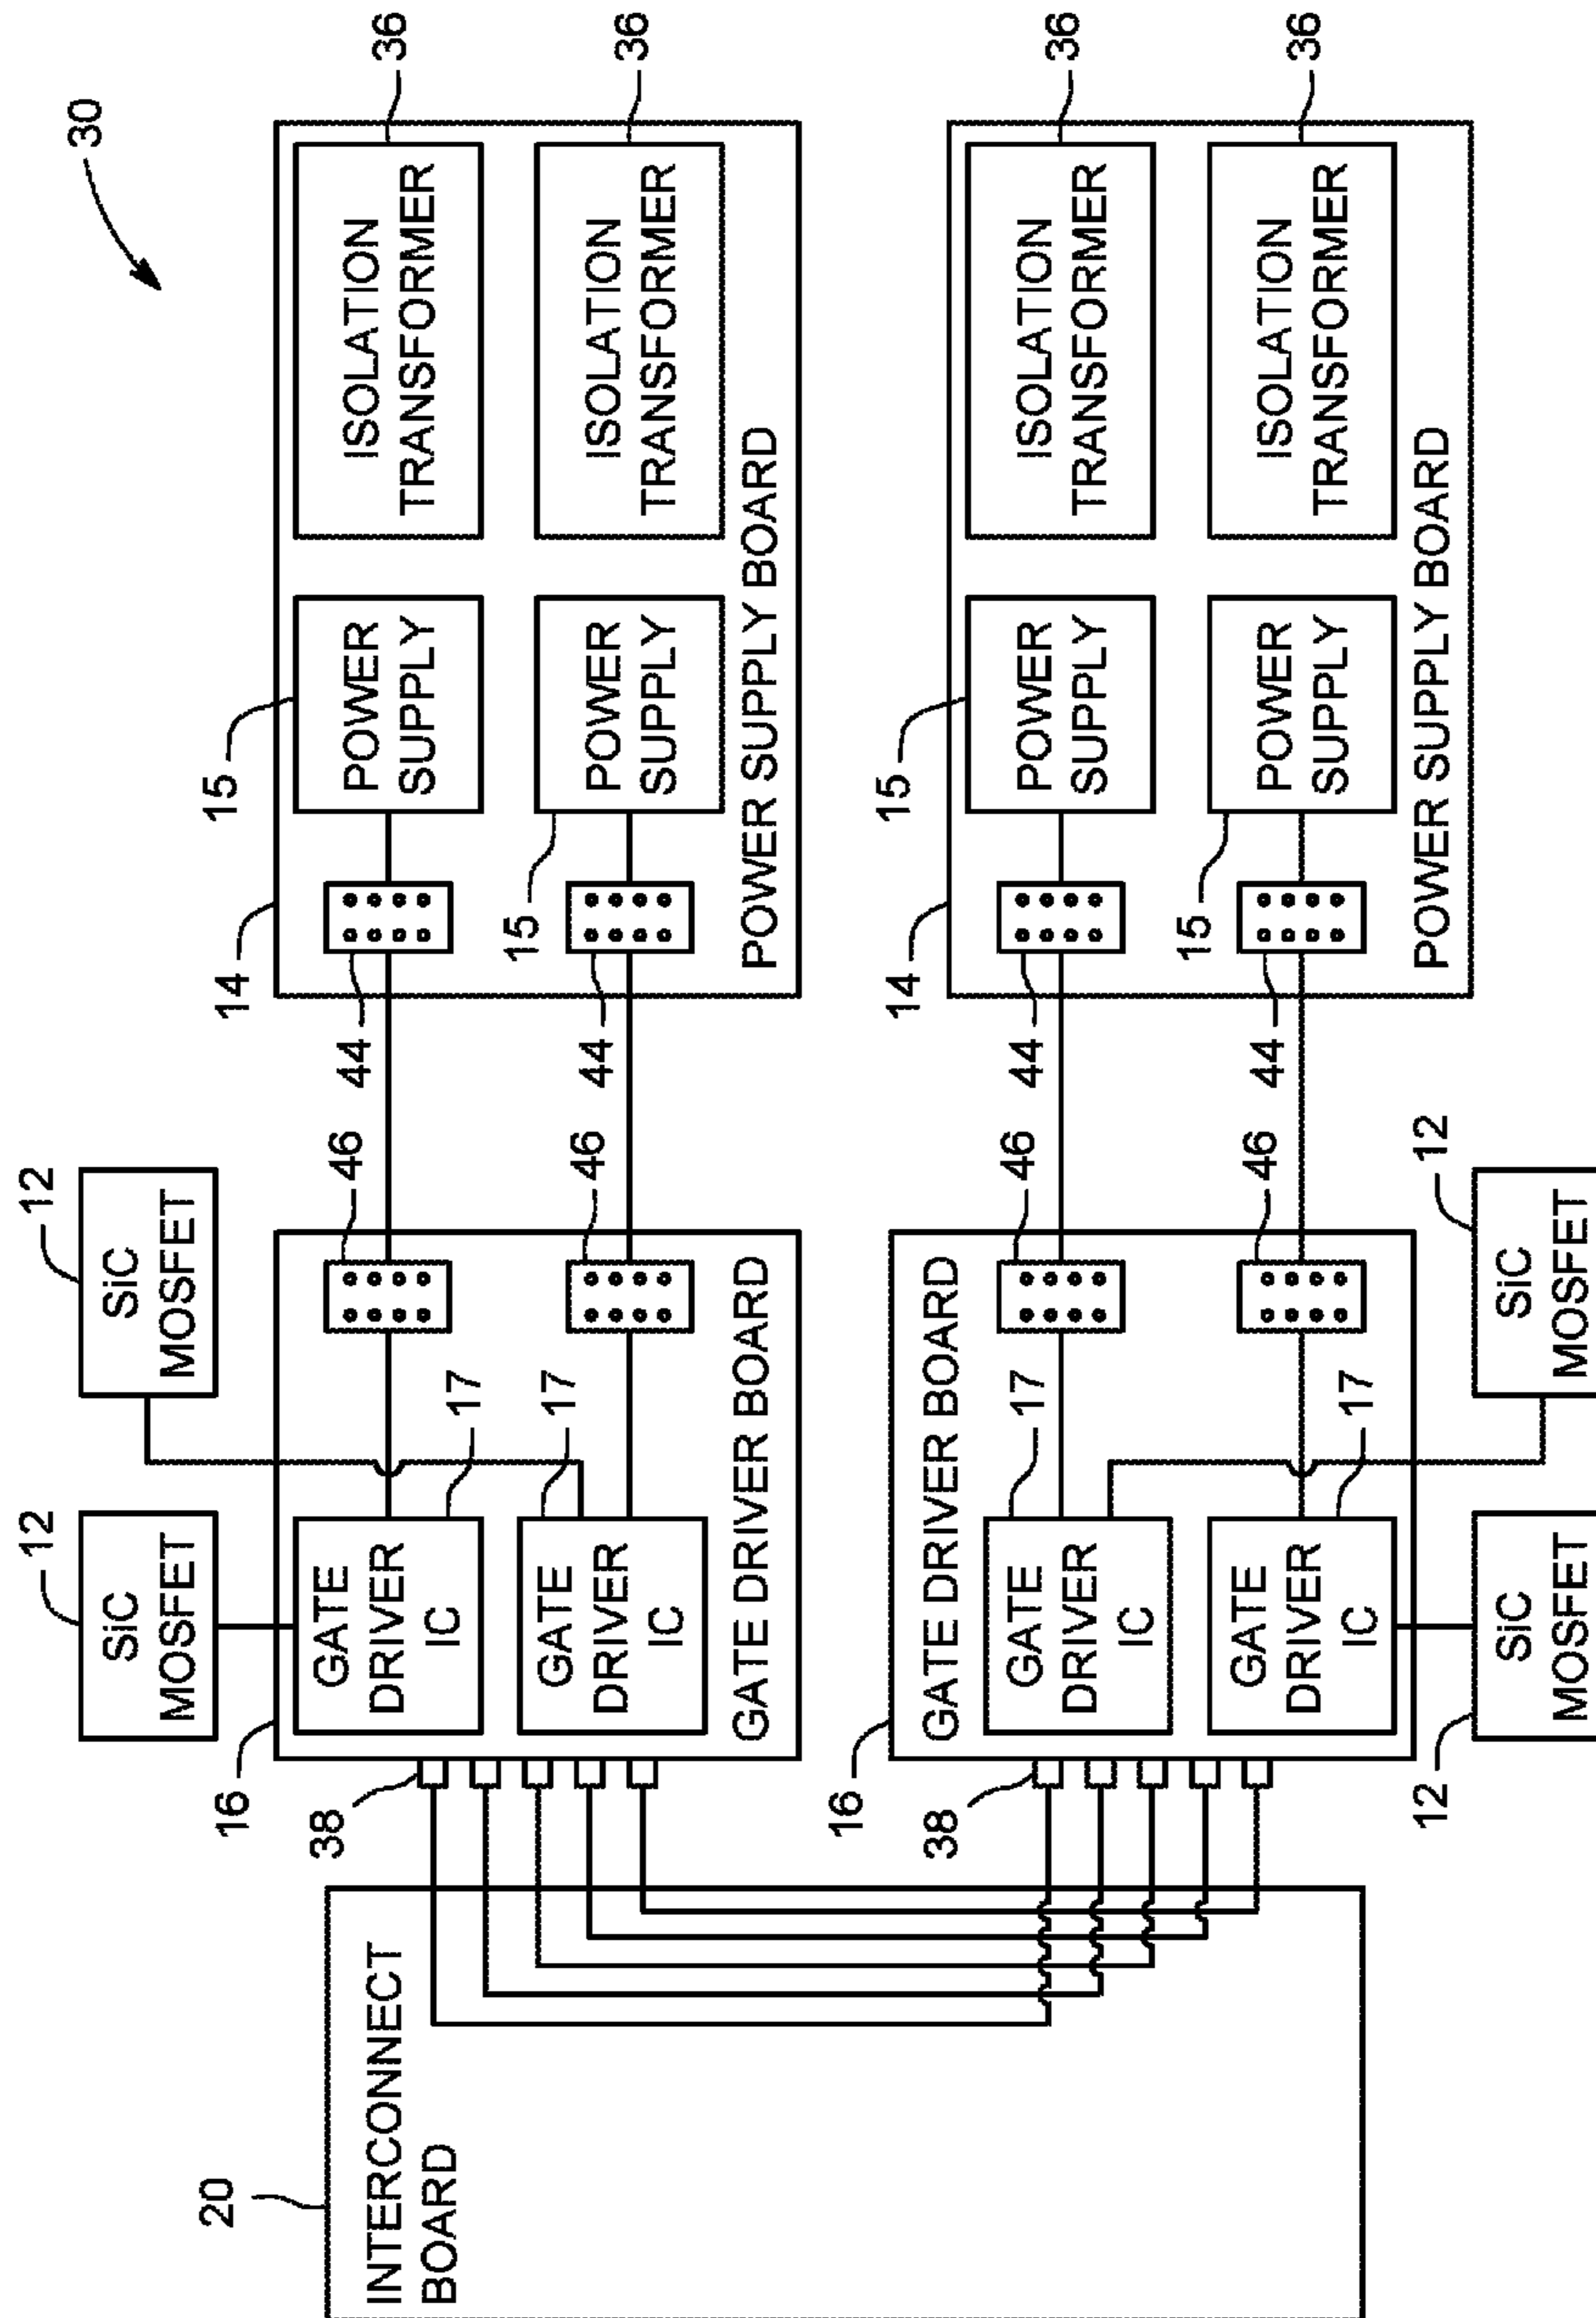 30
20
INTERCONNECT
BOARD
16
38
GATE
DRIVER
IC
17
GATE
DRIVER
IC
17
GATE DRIVER BOARD
12
SiC
MOSFET
12
SiC
MOSFET
46
46
44
44
14
15
POWER
SUPPLY
15
POWER
SUPPLY
ISOLATION
TRANSFORMER
36
ISOLATION
TRANSFORMER
36
POWER SUPPLY BOARD
16
38
GATE DRIVER BOARD
GATE
DRIVER
IC
17
GATE
DRIVER
IC
17
12
SiC
MOSFET
12
SiC
MOSFET
46
46
44
44
14
15
POWER
SUPPLY
15
POWER
SUPPLY
ISOLATION
TRANSFORMER
36
ISOLATION
TRANSFORMER
36
POWER SUPPLY BOARD